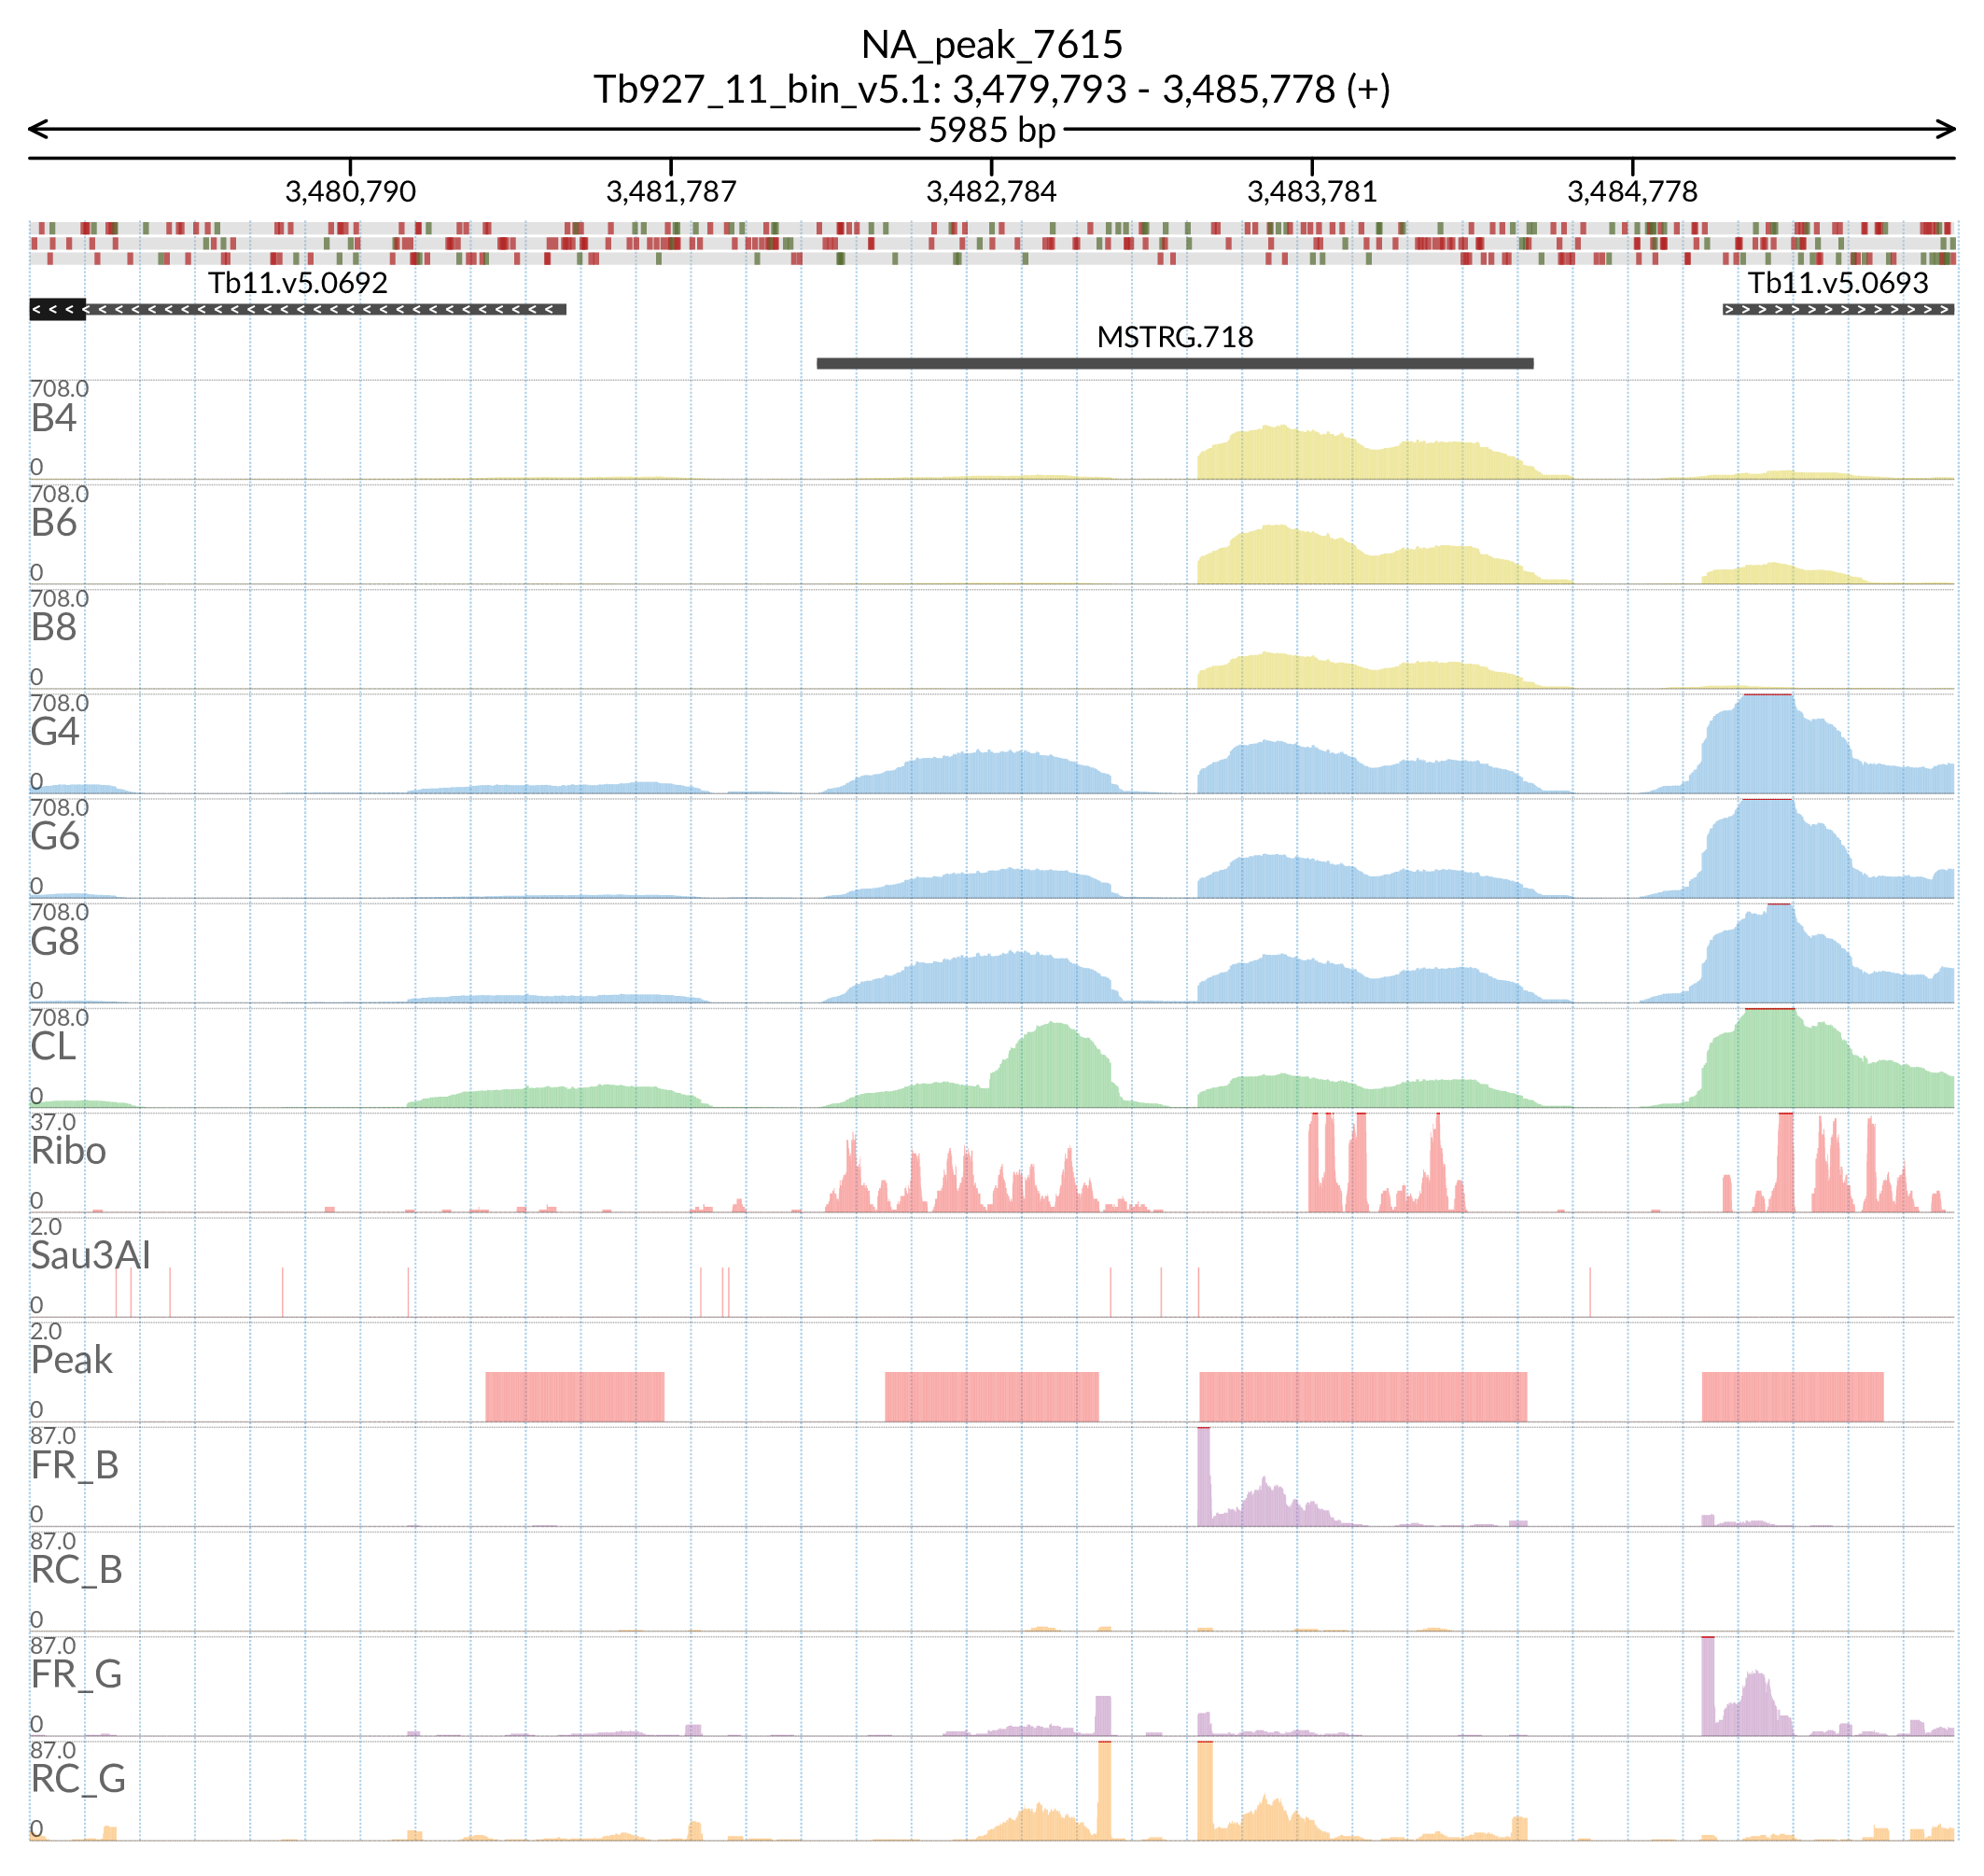 NA_peak_7615
Tb927_11_bin_v5.1: 3,479,793 - 3,485,778 (+)
5985 bp
3,480,790 3,481,787 3,482,784 3,483,781 3,484,778
Tb11.v5.0692 Tb11.v5.0693
MSTRG.718
708.0
B4
0
708.0
B6
0
708.0
B8
0
708.0
G4
0
708.0
G6
0
708.0
G8
0
708.0
CL
0
37.0
Ribo
0
2.0
Sau3AI
0
2.0
Peak
0
87.0
FR_B
0
87.0
RC_B
0
87.0
FR_G
0
87.0
RC_G
0